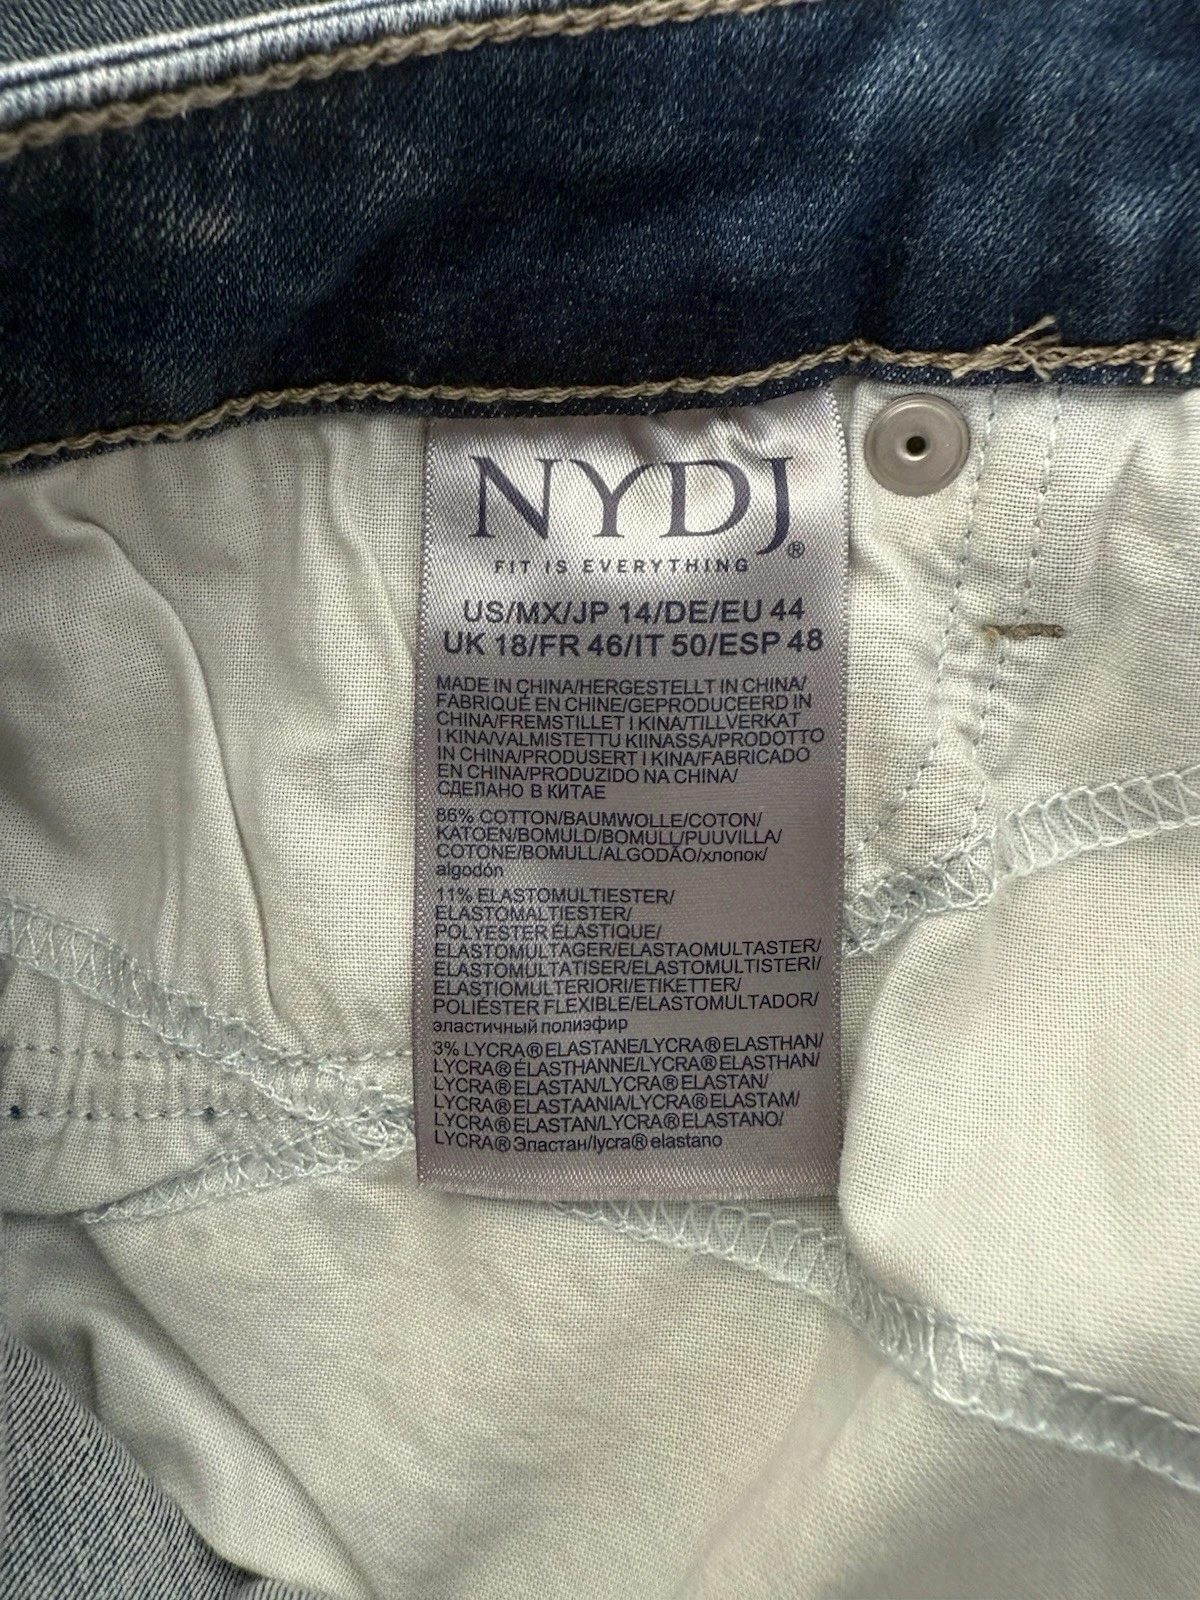 NYDJ®
FIT IS EVERYTHING
US/MX/JP 14/DE/EU 44
UK 18/FR 46/IT 50/ESP 48
MADE IN CHINA/HERGESTELLT IN CHINA/
FABRIQUÉ EN CHINE/GEPRODUCEERD IN
CHINA/FREMSTILLET I KINA/TILLVERKAT
I KINA/VALMISTETTU KIINASSA/PRODOTTO
IN CHINA/PRODUSERT I KINA/FABRICADO
EN CHINA/PRODUZIDO NA CHINA/
СДЕЛАНО В КИТАЕ
86% COTTON/BAUMWOLLE/COTON/
KATOEN/BOMULD/BOMULL/PUUVILLA/
COTONE/BOMULL/ALGODÃO/хлопок/
algodón
11% ELASTOMULTIESTER/
ELASTOMALTIESTER/
POLYESTER ÉLASTIQUE/
ELASTOMULTAGER/ELASTAOMULTASTER/
ELASTOMULTATISER/ELASTOMULTISTERI/
ELASTIOMULTERIORI/ETIKETTER/
POLIÉSTER FLEXIBLE/ELASTOMULTADOR/
эластичный полиэфир
3% LYCRA® ELASTANE/LYCRA® ELASTHAN/
LYCRA® ÉLASTHANNE/LYCRA® ELASTHAN/
LYCRA® ELASTAN/LYCRA® ELASTAN/
LYCRA® ELASTAANIA/LYCRA® ELASTAM/
LYCRA® ELASTAN/LYCRA® ELASTANO/
LYCRA® Эластан/lycra® elastano